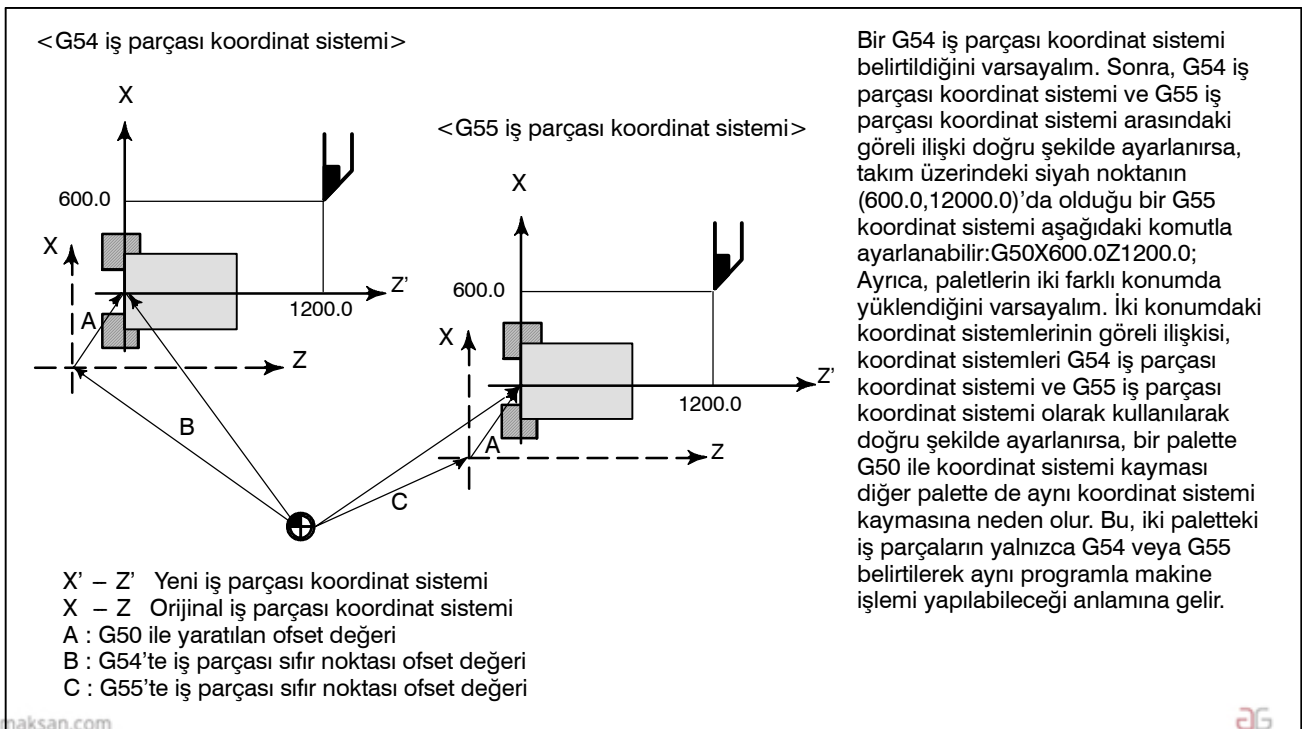 <G54 iş parçası koordinat sistemi>
X
600.0
X
Z'
1200.0
A
Z
B
<G55 iş parçası koordinat sistemi>
X
600.0
X
Z'
1200.0
A
Z
C
X' – Z' Yeni iş parçası koordinat sistemi
X – Z Orijinal iş parçası koordinat sistemi
A : G50 ile yaratılan ofset değeri
B : G54'te iş parçası sıfır noktası ofset değeri
C : G55'te iş parçası sıfır noktası ofset değeri
Bir G54 iş parçası koordinat sistemi
belirtildiğini varsayalım. Sonra, G54 iş
parçası koordinat sistemi ve G55 iş
parçası koordinat sistemi arasındaki
göreli ilişki doğru şekilde ayarlanırsa,
takım üzerindeki siyah noktanın
(600.0,12000.0)'da olduğu bir G55
koordinat sistemi aşağıdaki komutla
ayarlanabilir:G50X600.0Z1200.0;
Ayrıca, paletlerin iki farklı konumda
yüklendiğini varsayalım. İki konumdaki
koordinat sistemlerinin göreli ilişkisi,
koordinat sistemleri G54 iş parçası
koordinat sistemi ve G55 iş parçası
koordinat sistemi olarak kullanılarak
doğru şekilde ayarlanırsa, bir palette
G50 ile koordinat sistemi kayması
diğer palette de aynı koordinat sistemi
kaymasına neden olur. Bu, iki paletteki
iş parçaların yalnızca G54 veya G55
belirtilerek aynı programla makine
işlemi yapılabileceği anlamına gelir.
maksan.com